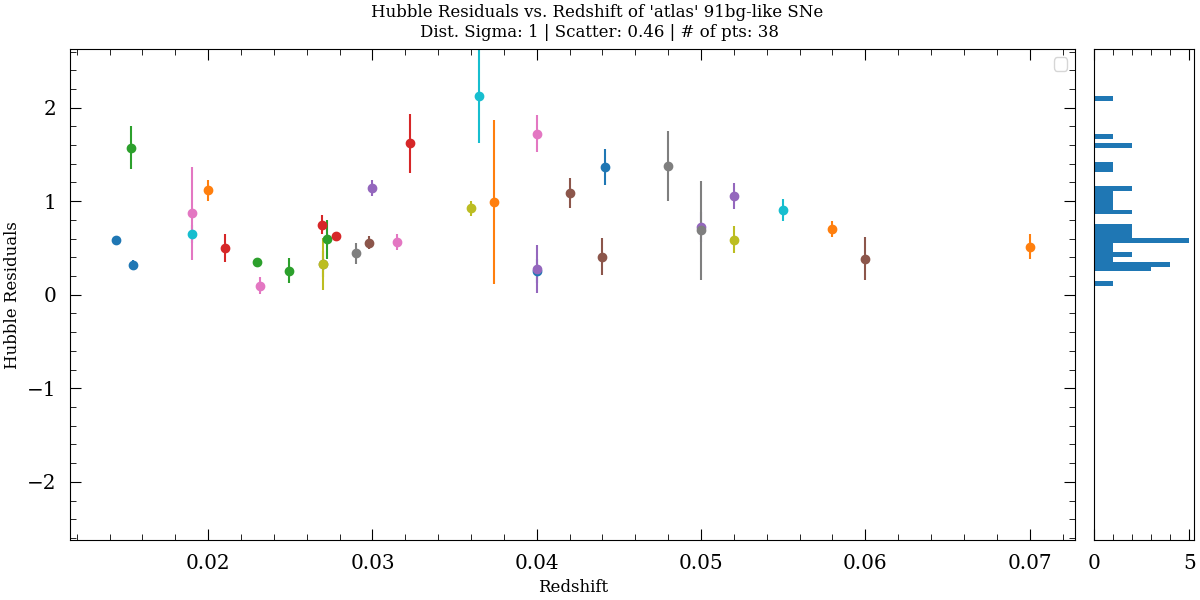 Hubble Residuals vs. Redshift of 'atlas' 91bg-like SNe
Dist. Sigma: 1 | Scatter: 0.46 | # of pts: 38
Hubble Residuals
2
1
0
−1
−2
0.02 0.03 0.04 0.05 0.06 0.07
Redshift
0 5